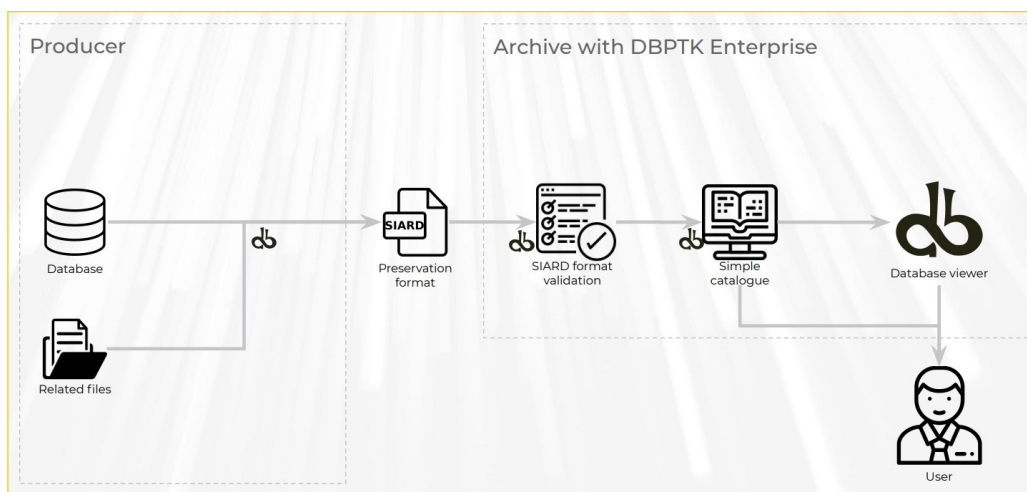 Producer
Archive with DBPTK Enterprise
SIARD
Database
Preservation
format
SIARD format
validation
Simple
catalogue
Database viewer
Related files
User